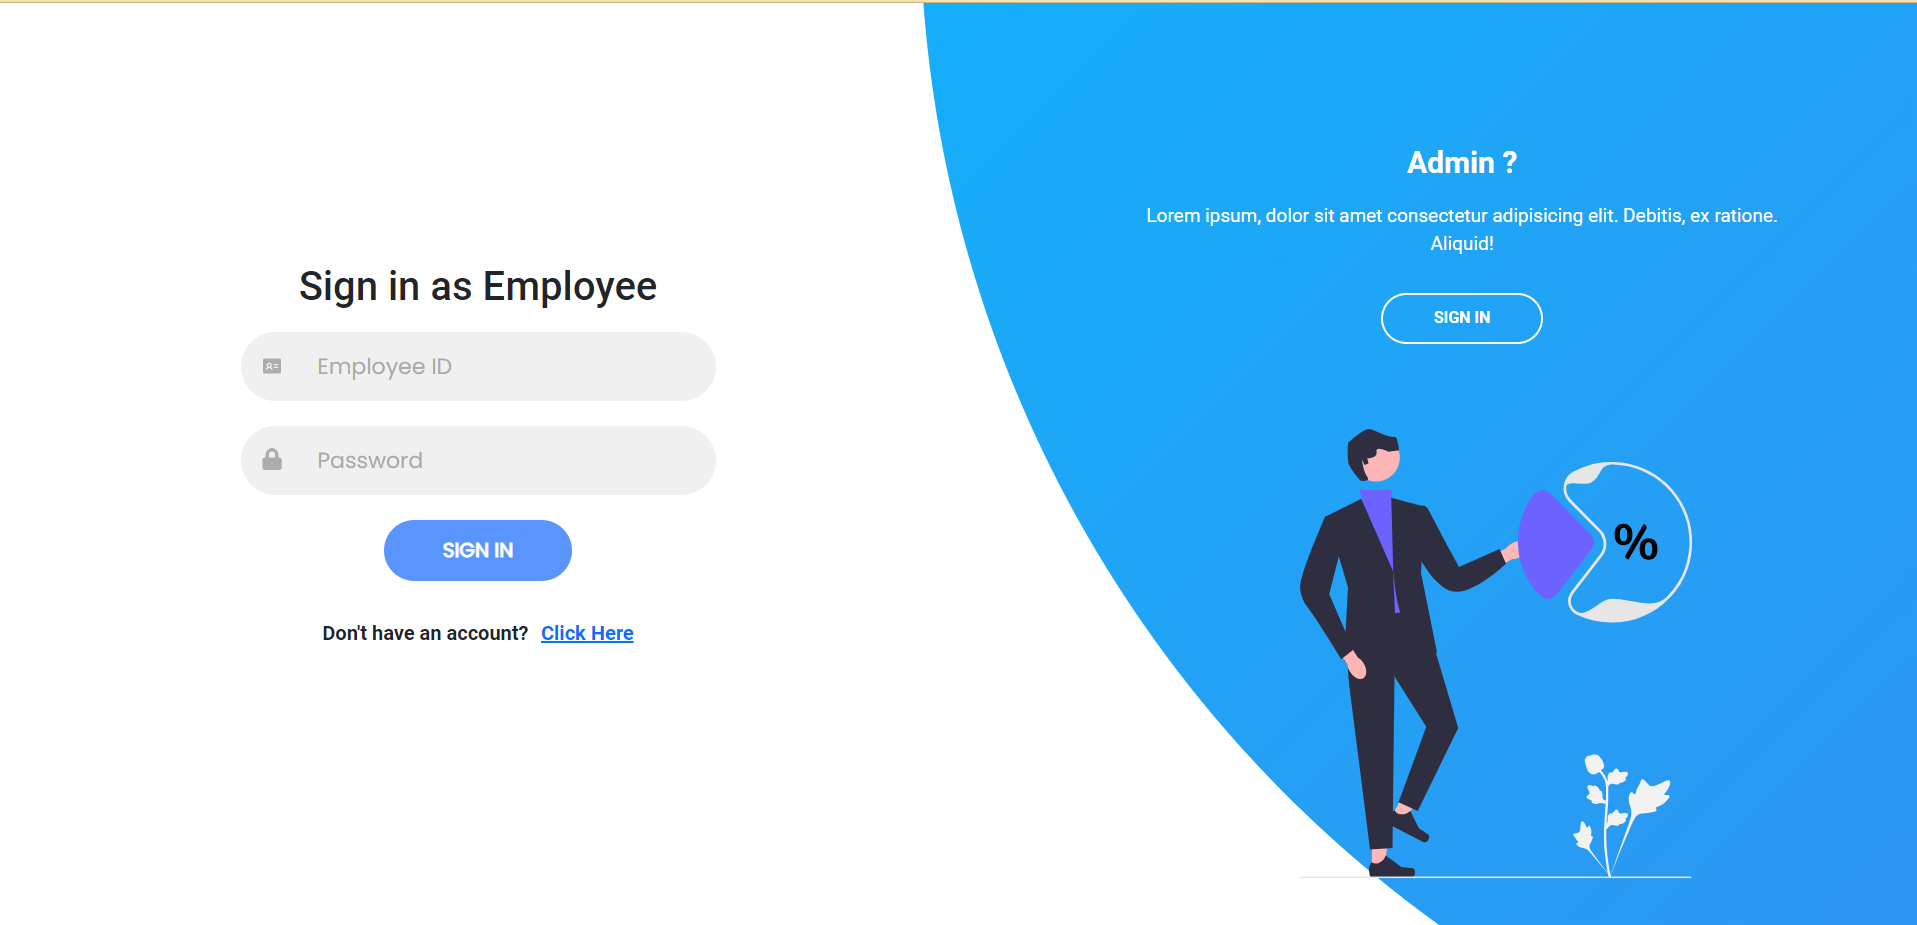 Sign in as Employee
Employee ID
Password
SIGN IN
Don't have an account? Click Here
Admin ?
Lorem ipsum, dolor sit amet consectetur adipisicing elit. Debitis, ex ratione.
Aliquid!
SIGN IN
%